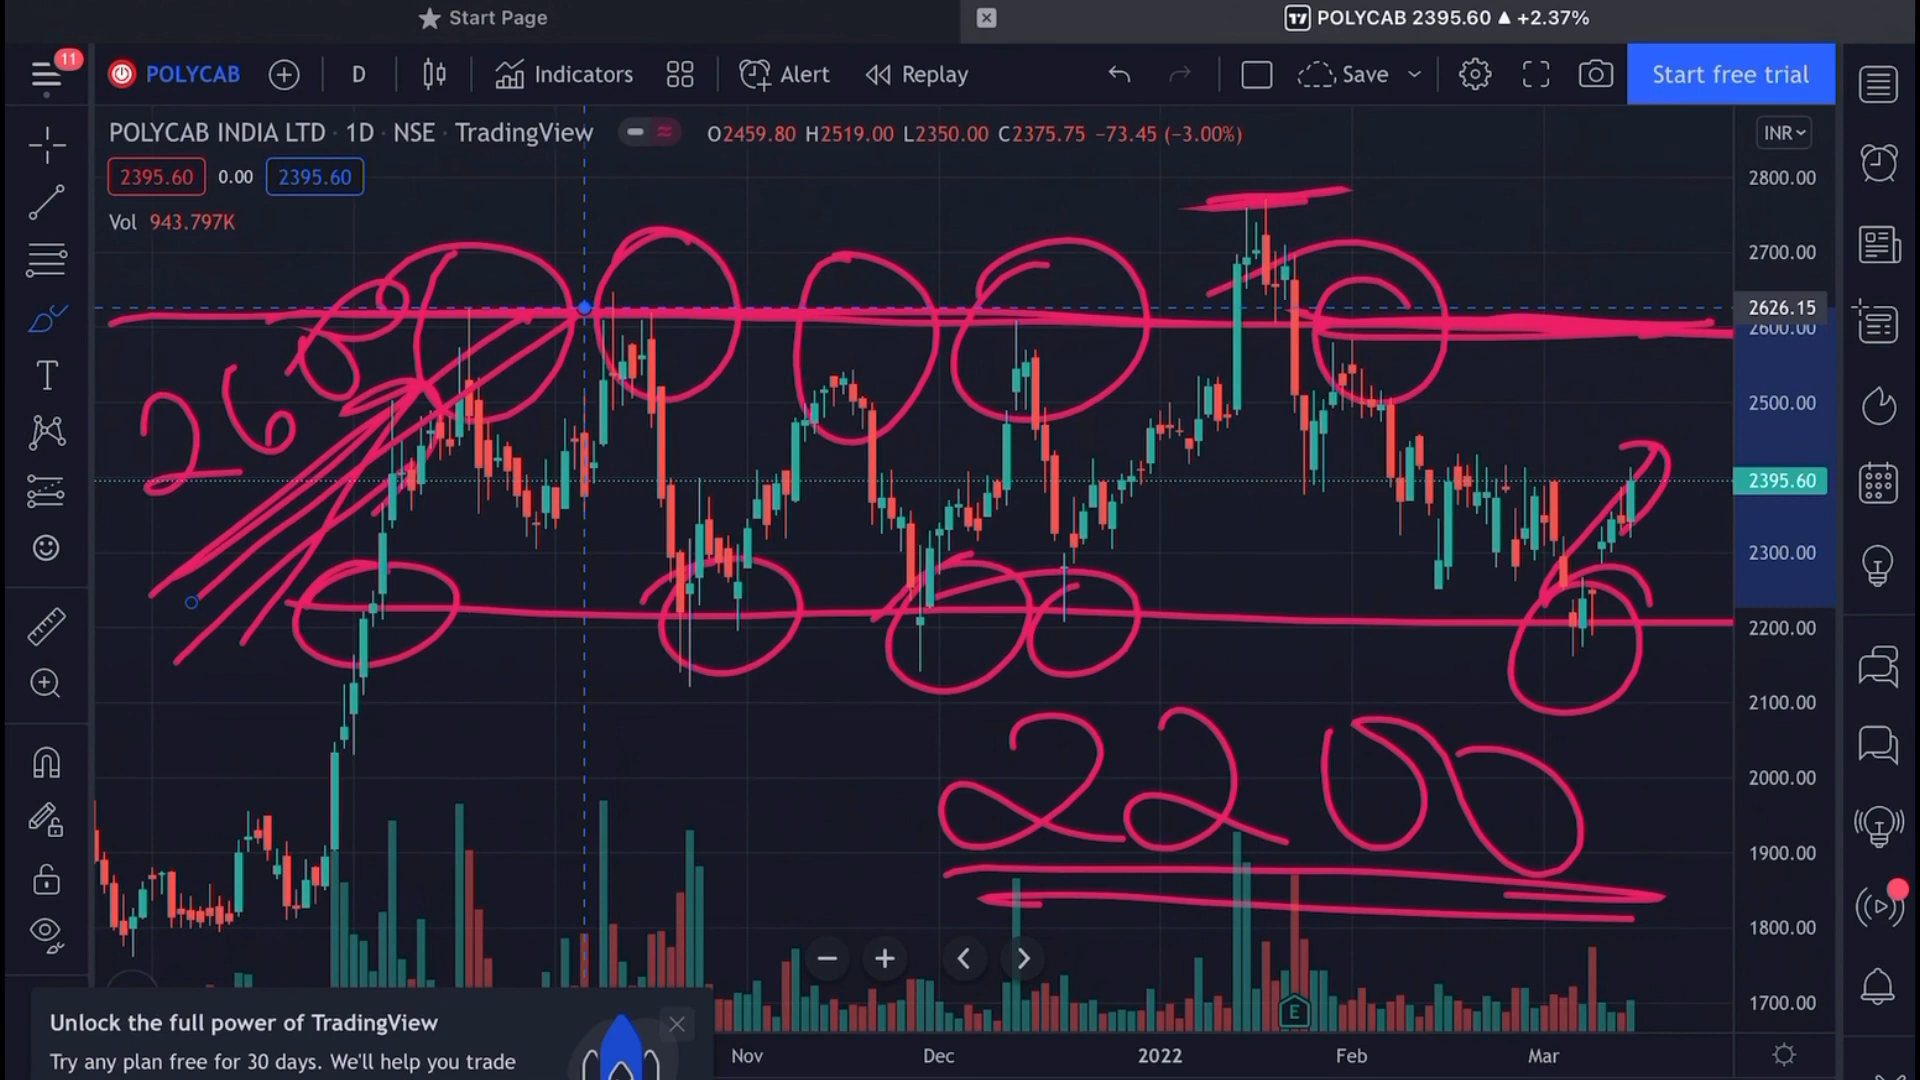 Start Page
POLYCAB 2395.60 ▲ +2.37%
11
POLYCAB
D
Indicators
Alert
Replay
Save
Start free trial
POLYCAB INDIA LTD · 1D · NSE · TradingView
O2459.80 H2519.00 L2350.00 C2375.75 −73.45 (−3.00%)
INR
2395.60 0.00 2395.60
Vol 943.797K
2800.00
2700.00
2626.15
2600.00
2500.00
2395.60
2300.00
2200.00
2100.00
2000.00
1900.00
1800.00
1700.00
2600
2200
E
Unlock the full power of TradingView
Try any plan free for 30 days. We'll help you trade
Nov
Dec
2022
Feb
Mar